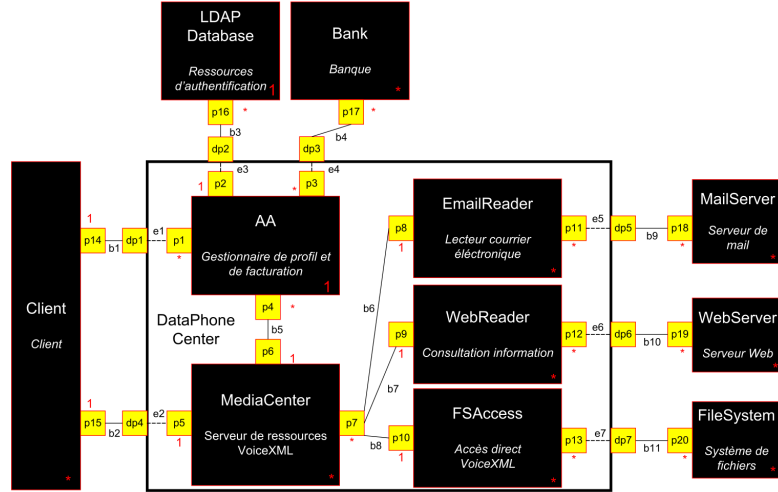 LDAP
Database
Ressources
d'authentification
1
Bank
Banque
*
p16
*
p17
*
b3
b4
dp2
dp3
e3
e4
1
p2
*
p3
AA
Gestionnaire de profil et
de facturation
1
EmailReader
Lecteur courrier
éléctronique
*
MailServer
Serveur de
mail
*
1
p14
b1
dp1
e1
p1
*
p8
1
p11
*
e5
dp5
b9
p18
*
p4
*
b5
p6
1
DataPhone
Center
b6
Client
Client
*
WebReader
Consultation information
*
WebServer
Serveur Web
*
p9
1
p12
*
e6
dp6
b10
p19
*
b7
MediaCenter
Serveur de ressources
VoiceXML
*
FSAccess
Accès direct
VoiceXML
*
FileSystem
Système de
fichiers
*
1
p15
b2
dp4
e2
p5
1
p7
*
b8
p10
1
p13
*
e7
dp7
b11
p20
*